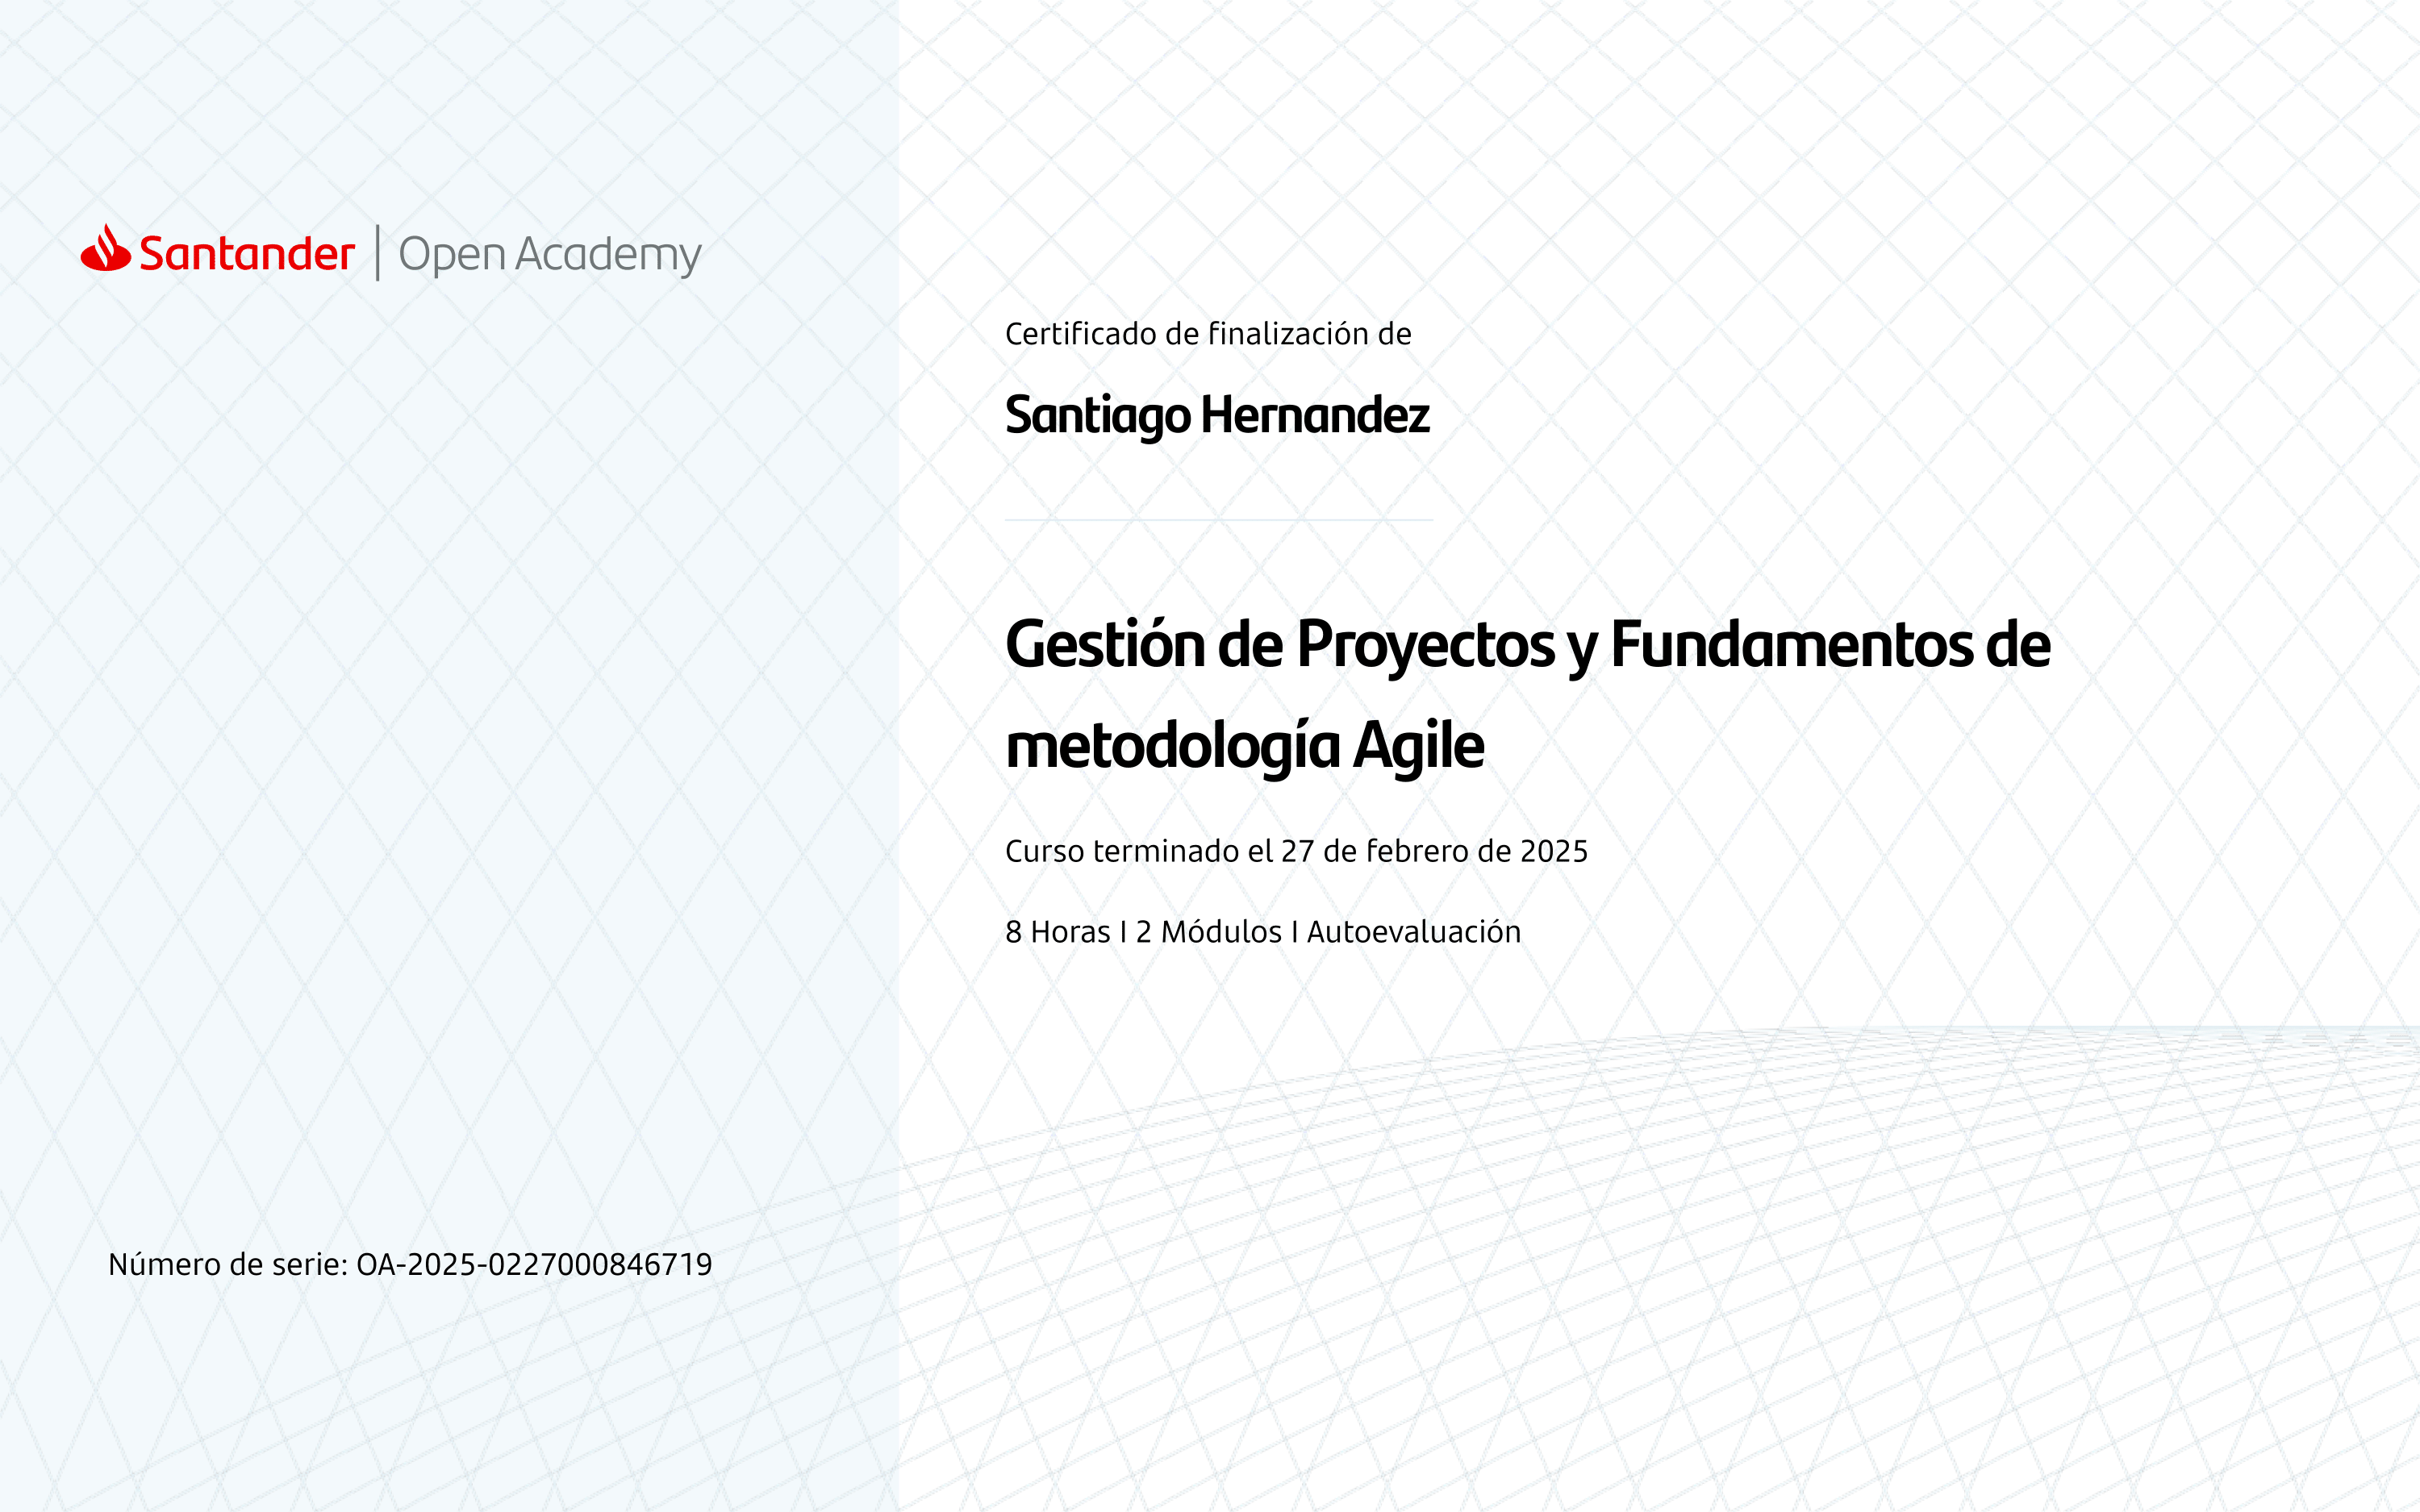 Santander | Open Academy
Certificado de finalización de
Santiago Hernandez
Gestión de Proyectos y Fundamentos de
metodología Agile
Curso terminado el 27 de febrero de 2025
8 Horas I 2 Módulos I Autoevaluación
Número de serie: OA-2025-0227000846719